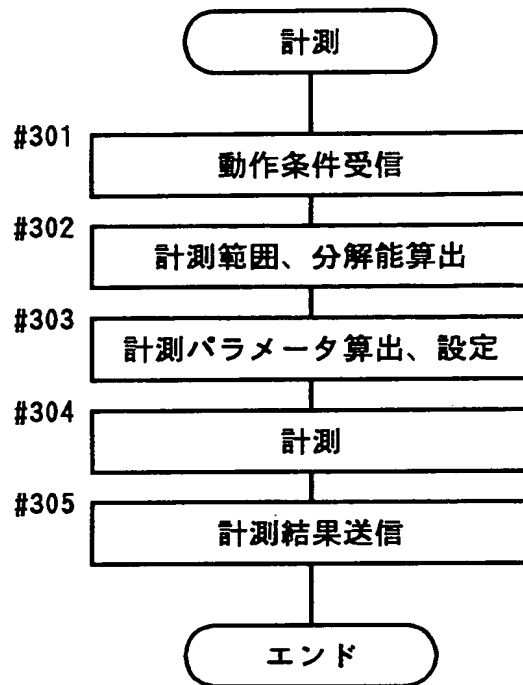 計測
#301
動作条件受信
#302
計測範囲、分解能算出
#303
計測パラメータ算出、設定
#304
計測
#305
計測結果送信
エンド